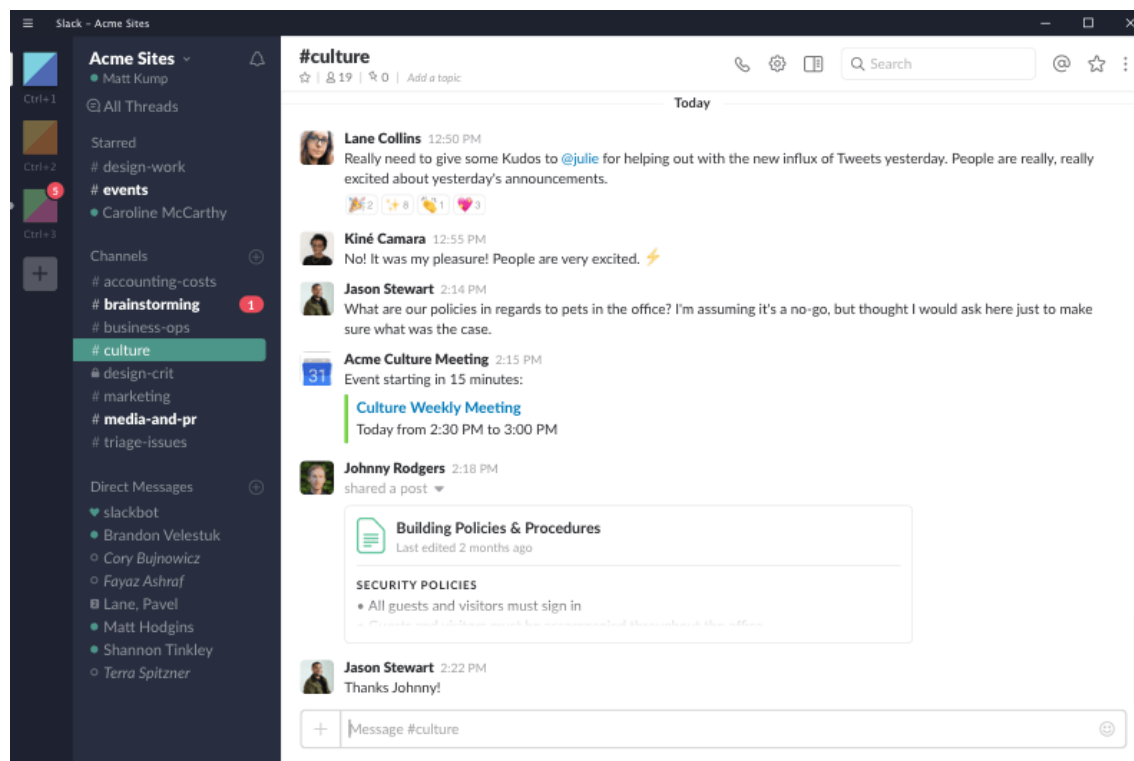 Slack – Acme Sites
Ctrl+1
Ctrl+2
5
Ctrl+3
Acme Sites
Matt Kump
All Threads
Starred
# design-work
# events
Caroline McCarthy
Channels
# accounting-costs
# brainstorming 1
# business-ops
# culture
design-crit
# marketing
# media-and-pr
# triage-issues
Direct Messages
slackbot
Brandon Velestuk
Cory Bujnowicz
Fayaz Ashraf
2 Lane, Pavel
Matt Hodgins
Shannon Tinkley
Terra Spitzner
#culture
19 | 0 | Add a topic
Search
Today
Lane Collins 12:50 PM
Really need to give some Kudos to @julie for helping out with the new influx of Tweets yesterday. People are really, really
excited about yesterday's announcements.
2 8 1 3
Kiné Camara 12:55 PM
No! It was my pleasure! People are very excited. ⚡
Jason Stewart 2:14 PM
What are our policies in regards to pets in the office? I'm assuming it's a no-go, but thought I would ask here just to make
sure what was the case.
31
Acme Culture Meeting 2:15 PM
Event starting in 15 minutes:
Culture Weekly Meeting
Today from 2:30 PM to 3:00 PM
Johnny Rodgers 2:18 PM
shared a post
Building Policies & Procedures
Last edited 2 months ago
SECURITY POLICIES
• All guests and visitors must sign in
• Guests and visitors must be accompanied throughout the office
Jason Stewart 2:22 PM
Thanks Johnny!
Message #culture